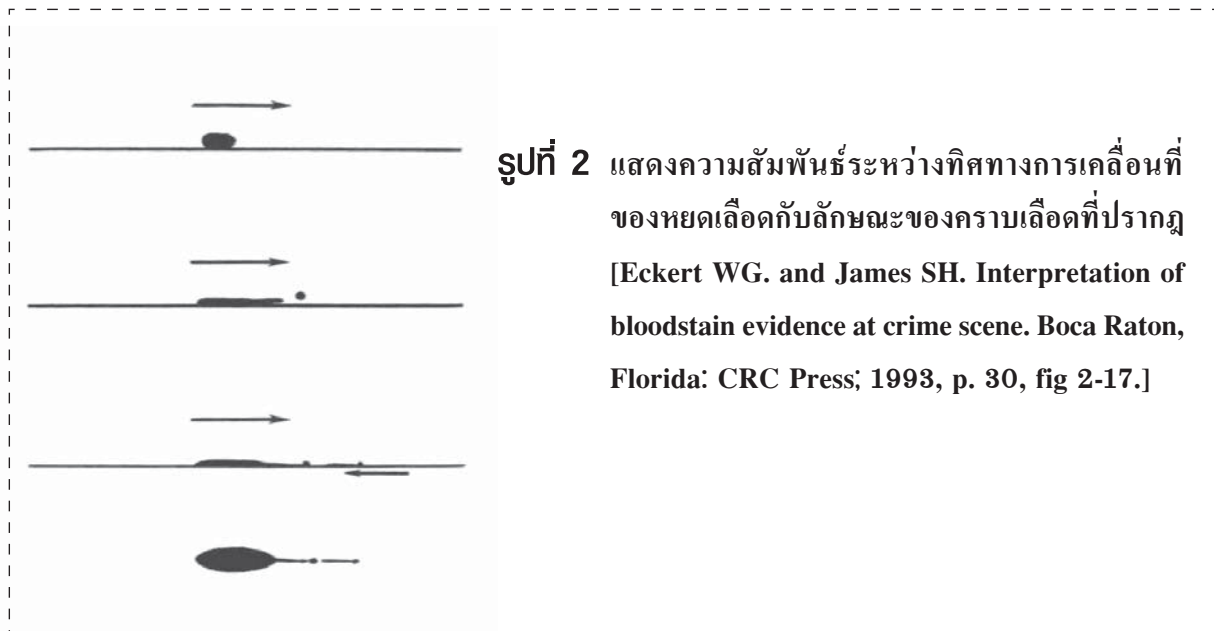 รูปที่ 2 แสดงความสัมพันธ์ระหว่างทิศทางการเคลื่อนที่
ของหยดเลือดกับลักษณะของคราบเลือดที่ปรากฎ
[Eckert WG. and James SH. Interpretation of
bloodstain evidence at crime scene. Boca Raton,
Florida: CRC Press; 1993, p. 30, fig 2-17.]